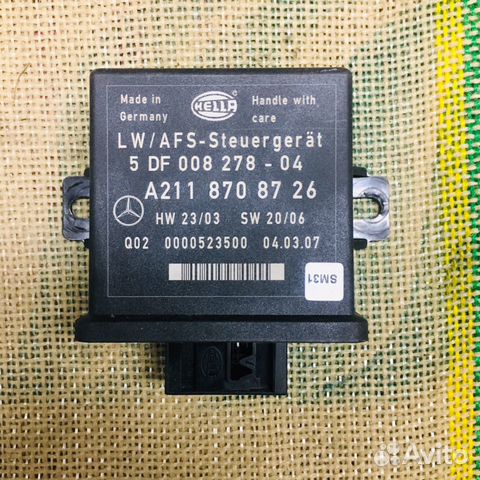 Made in Germany
HELLA
Handle with care
LW/AFS-Steuergerät
5 DF 008 278 - 04
A211 870 87 26
HW 23/03 SW 20/06
Q02 0000523500 04.03.07
SM31
Avito